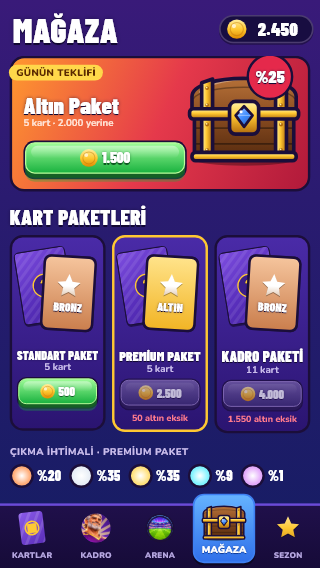 MAĞAZA
2.450
GÜNÜN TEKLİFİ
%25
Altın Paket
5 kart · 2.000 yerine
1.500
KART PAKETLERİ
BRONZ
ALTIN
BRONZ
STANDART PAKET
PREMİUM PAKET
KADRO PAKETİ
5 kart
5 kart
11 kart
500
2.500
4.000
50 altın eksik
1.550 altın eksik
ÇIKMA İHTİMALİ · PREMIUM PAKET
%20 %35 %35 %9 %1
KARTLAR
KADRO
ARENA
MAĞAZA
SEZON